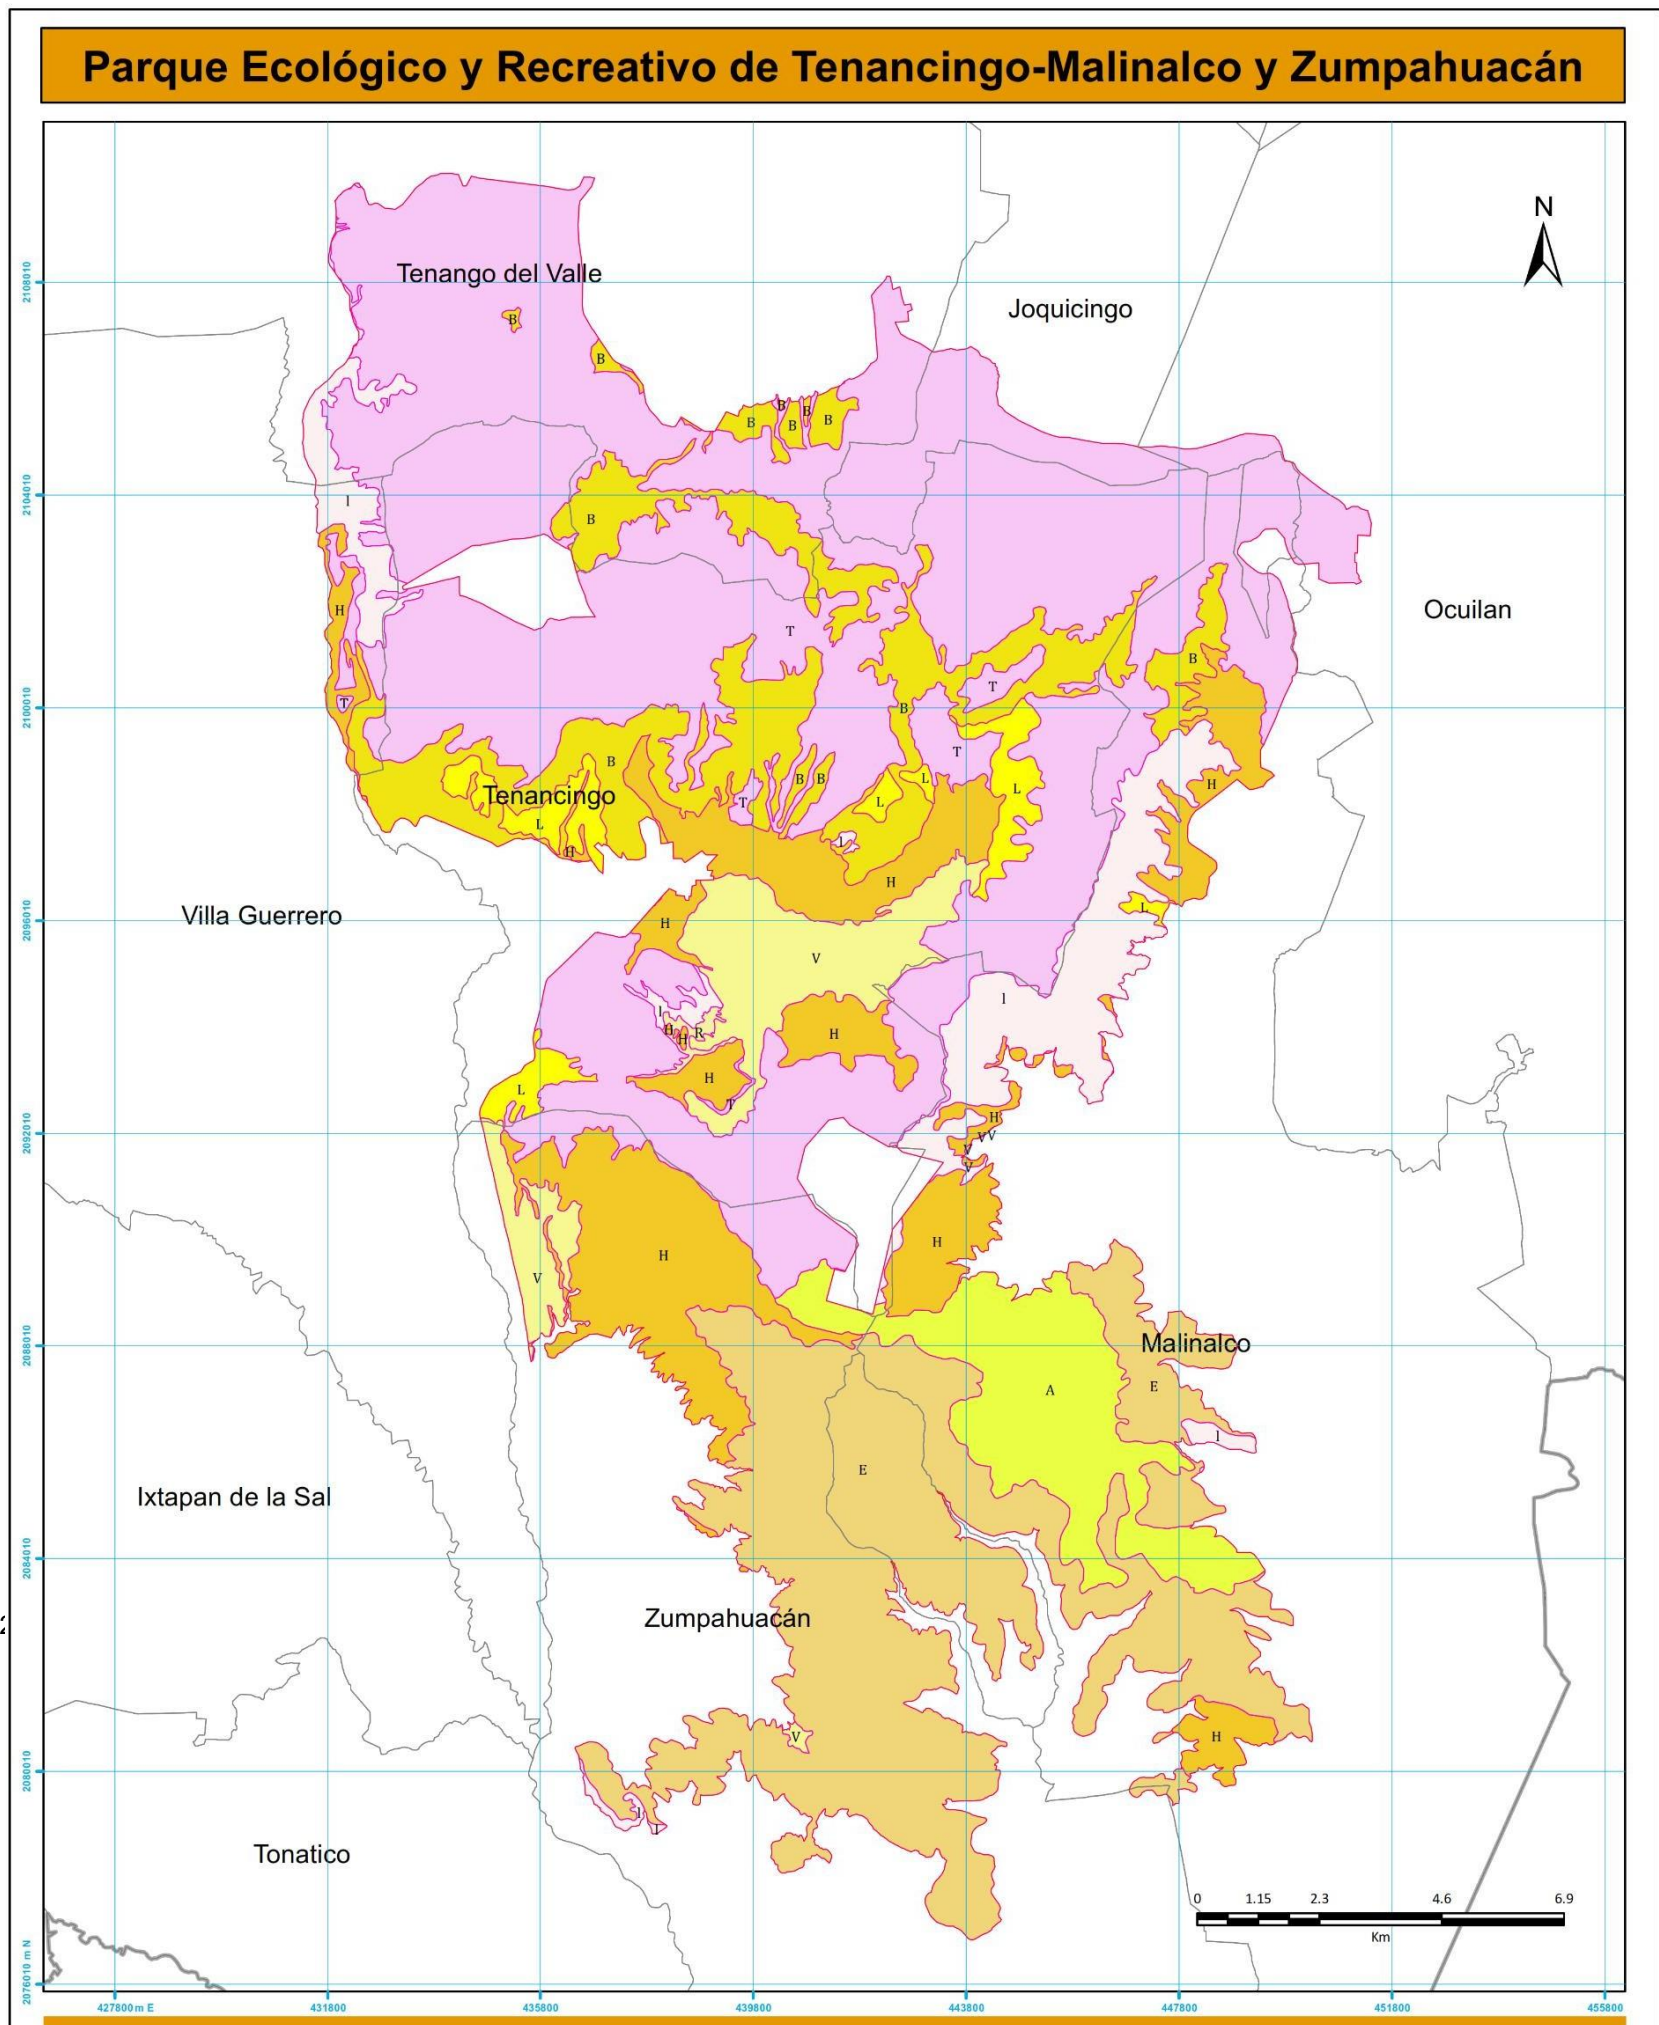 Parque Ecológico y Recreativo de Tenancingo-Malinalco y Zumpahuacán
N
Tenango del Valle
Joquicingo
2108010
B
B
B
B B
B B
2104010
I
B
H
T
Ocuilan
B
T
T
2100010
B
T
B
B B
T
L
L
L
H
Tenancingo
L
I
H
H
L
Villa Guerrero
2096010
H
V
I
I
H
H
R
H
H
L
T
2092010
H
V V
V
V
H
H
V
2088010
Malinalco
A
E
I
E
Ixtapan de la Sal
2084010
Zumpahuacán
V
H
2080010
I
I
Tonatico
0 1.15 2.3 4.6 6.9
Km
2076010 m N
427800 m E 431800 435800 439800 443800 447800 451800 455800